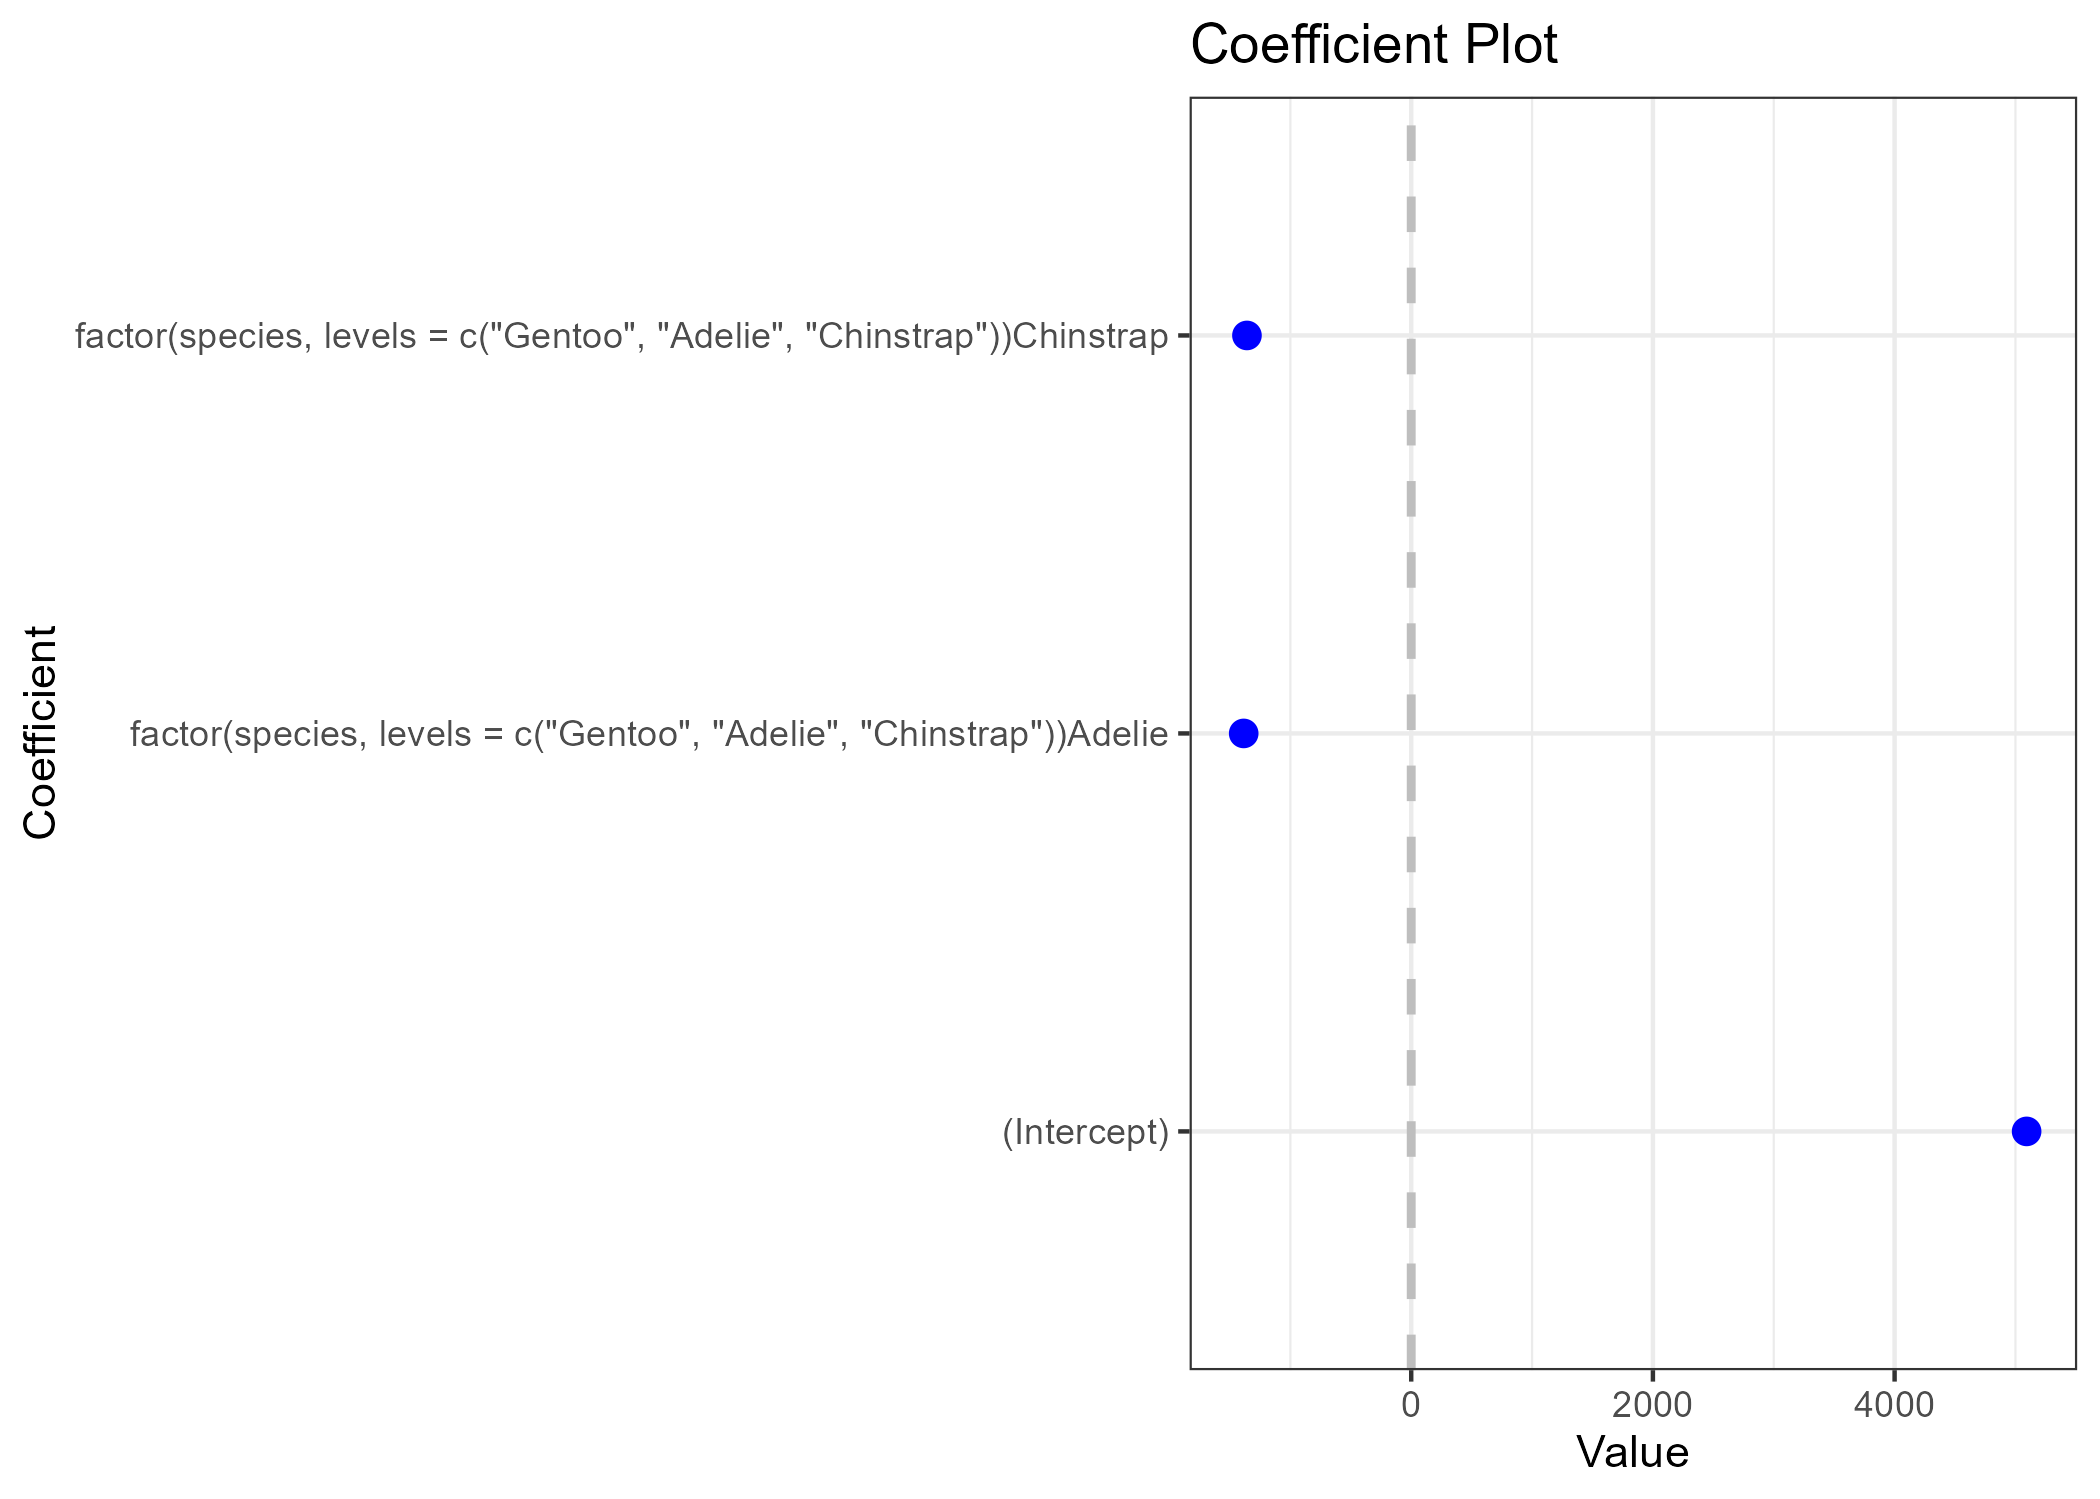 Coefficient Plot
factor(species, levels = c("Gentoo", "Adelie", "Chinstrap"))Chinstrap
factor(species, levels = c("Gentoo", "Adelie", "Chinstrap"))Adelie
(Intercept)
Coefficient
0 2000 4000
Value